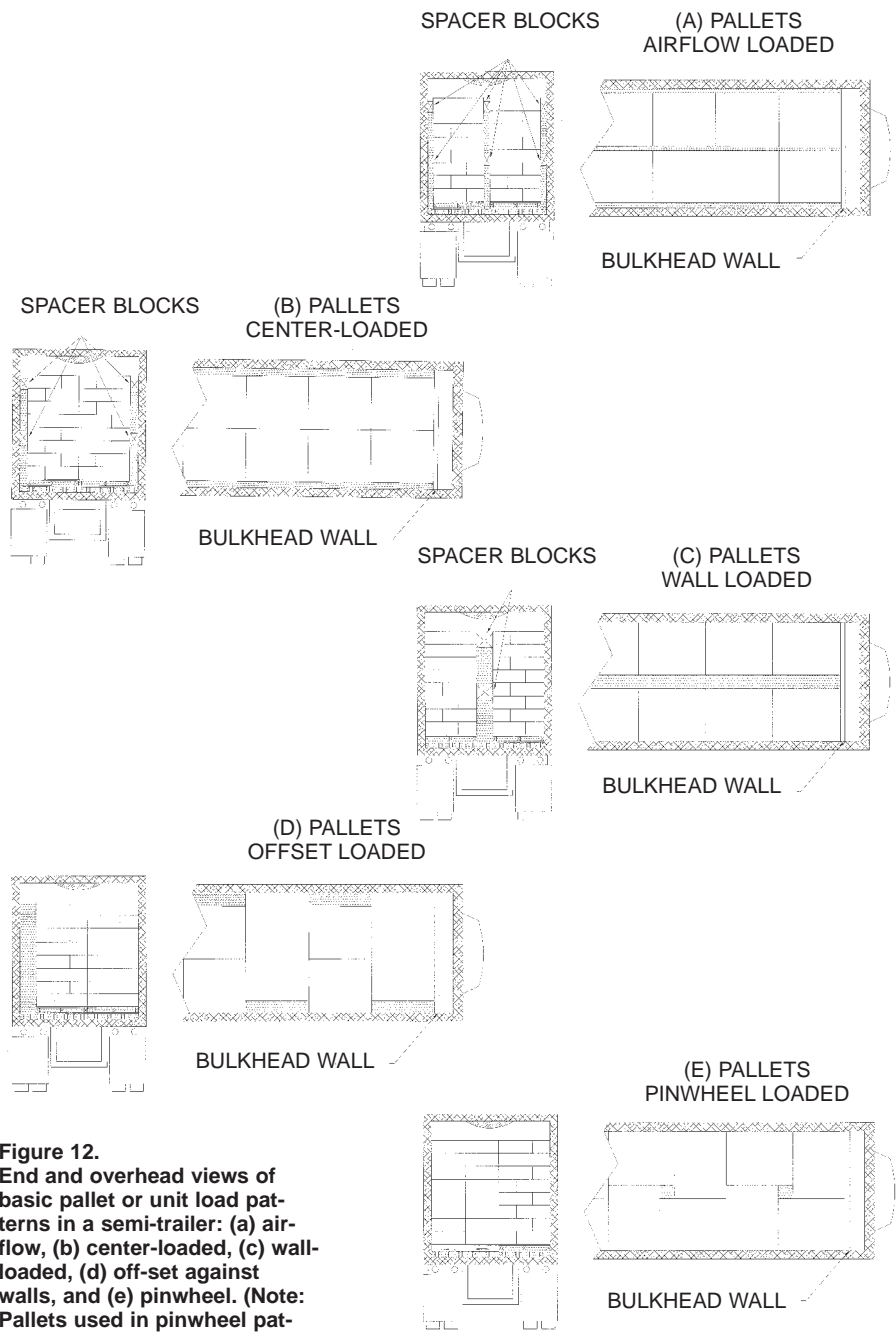 SPACER BLOCKS
(A) PALLETS
AIRFLOW LOADED
BULKHEAD WALL
SPACER BLOCKS
(B) PALLETS
CENTER-LOADED
BULKHEAD WALL
SPACER BLOCKS
(C) PALLETS
WALL LOADED
BULKHEAD WALL
(D) PALLETS
OFFSET LOADED
BULKHEAD WALL
(E) PALLETS
PINWHEEL LOADED
BULKHEAD WALL
Figure 12.
End and overhead views of
basic pallet or unit load pat-
terns in a semi-trailer: (a) air-
flow, (b) center-loaded, (c) wall-
loaded, (d) off-set against
walls, and (e) pinwheel. (Note:
Pallets used in pinwheel pat-